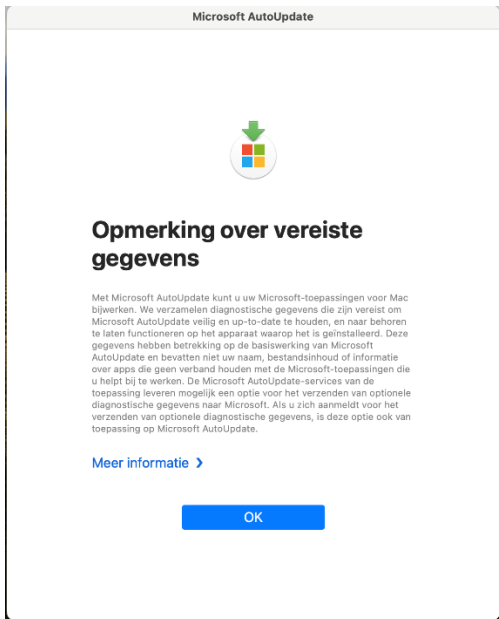 Microsoft AutoUpdate
Opmerking over vereiste
gegevens
Met Microsoft AutoUpdate kunt u uw Microsoft-toepassingen voor Mac
bijwerken. We verzamelen diagnostische gegevens die zijn vereist om
Microsoft AutoUpdate veilig en up-to-date te houden, en naar behoren
te laten functioneren op het apparaat waarop het is geïnstalleerd. Deze
gegevens hebben betrekking op de basiswerking van Microsoft
AutoUpdate en bevatten niet uw naam, bestandsinhoud of informatie
over apps die geen verband houden met de Microsoft-toepassingen die
u helpt bij te werken. De Microsoft AutoUpdate-services van de
toepassing leveren mogelijk een optie voor het verzenden van optionele
diagnostische gegevens naar Microsoft. Als u zich aanmeldt voor het
verzenden van optionele diagnostische gegevens, is deze optie ook van
toepassing op Microsoft AutoUpdate.
Meer informatie ❯
OK